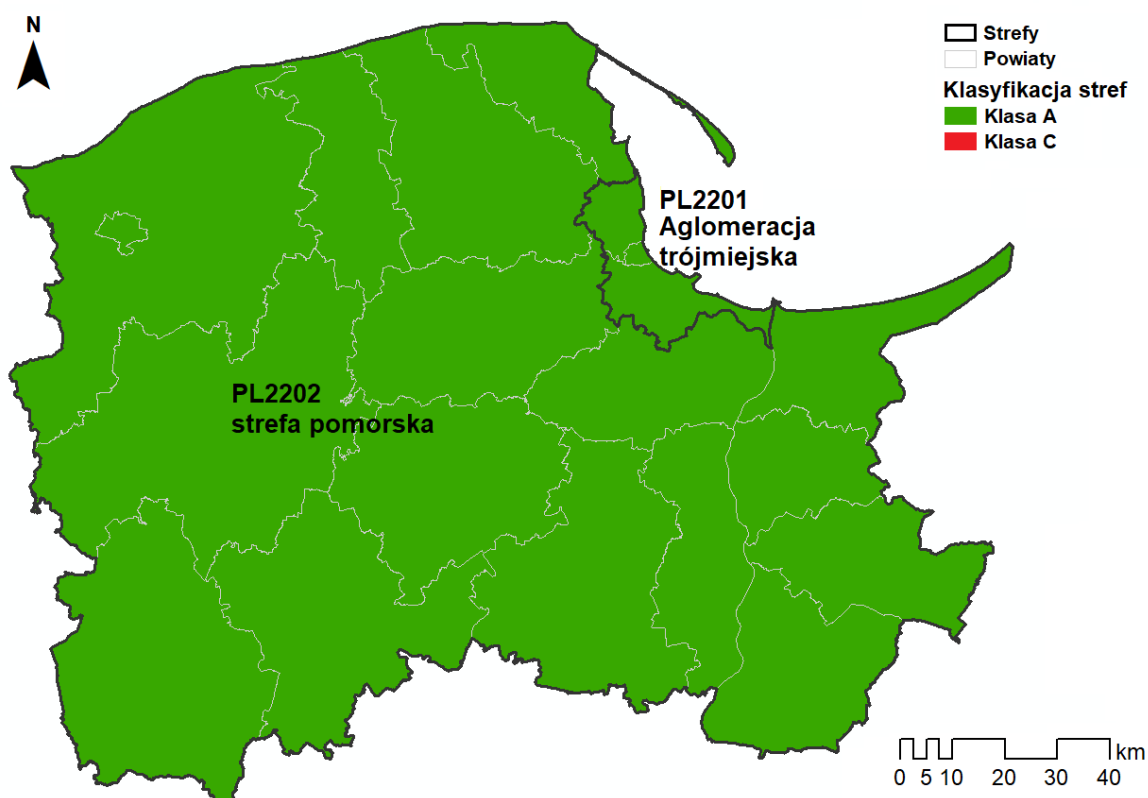 N
Strefy
Powiaty
Klasyfikacja stref
Klasa A
Klasa C
PL2201
Aglomeracja
trójmiejska
PL2202
strefa pomorska
km
0 5 10 20 30 40